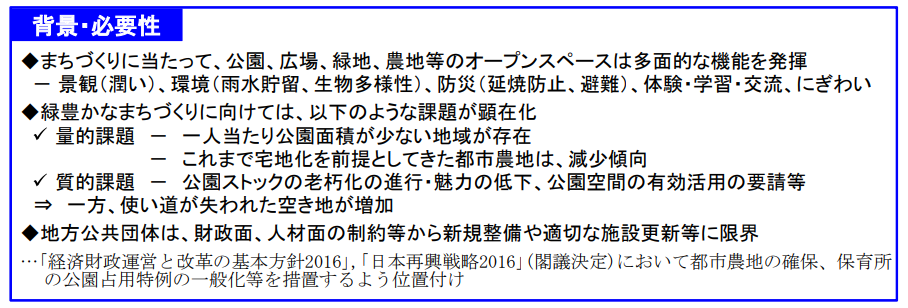 背景・必要性
◆まちづくりに当たって、公園、広場、緑地、農地等のオープンスペースは多面的な機能を発揮
－ 景観(潤い)、環境(雨水貯留、生物多様性)、防災(延焼防止、避難)、体験・学習・交流、にぎわい
◆緑豊かなまちづくりに向けては、以下のような課題が顕在化
✓ 量的課題 － 一人当たり公園面積が少ない地域が存在
－ これまで宅地化を前提としてきた都市農地は、減少傾向
✓ 質的課題 － 公園ストックの老朽化の進行・魅力の低下、公園空間の有効活用の要請等
⇒ 一方、使い道が失われた空き地が増加
◆地方公共団体は、財政面、人材面の制約等から新規整備や適切な施設更新等に限界
…「経済財政運営と改革の基本方針2016」，「日本再興戦略2016」(閣議決定)において都市農地の確保、保育所
の公園占用特例の一般化等を措置するよう位置付け